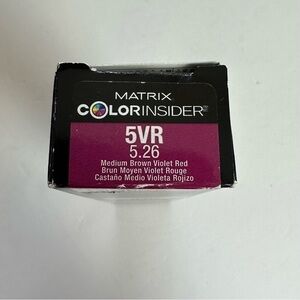 MATRIX
COLORINSIDER
5VR
5.26
Medium Brown Violet Red
Brun Moyen Violet Rouge
Castaño Medio Violeta Rojizo